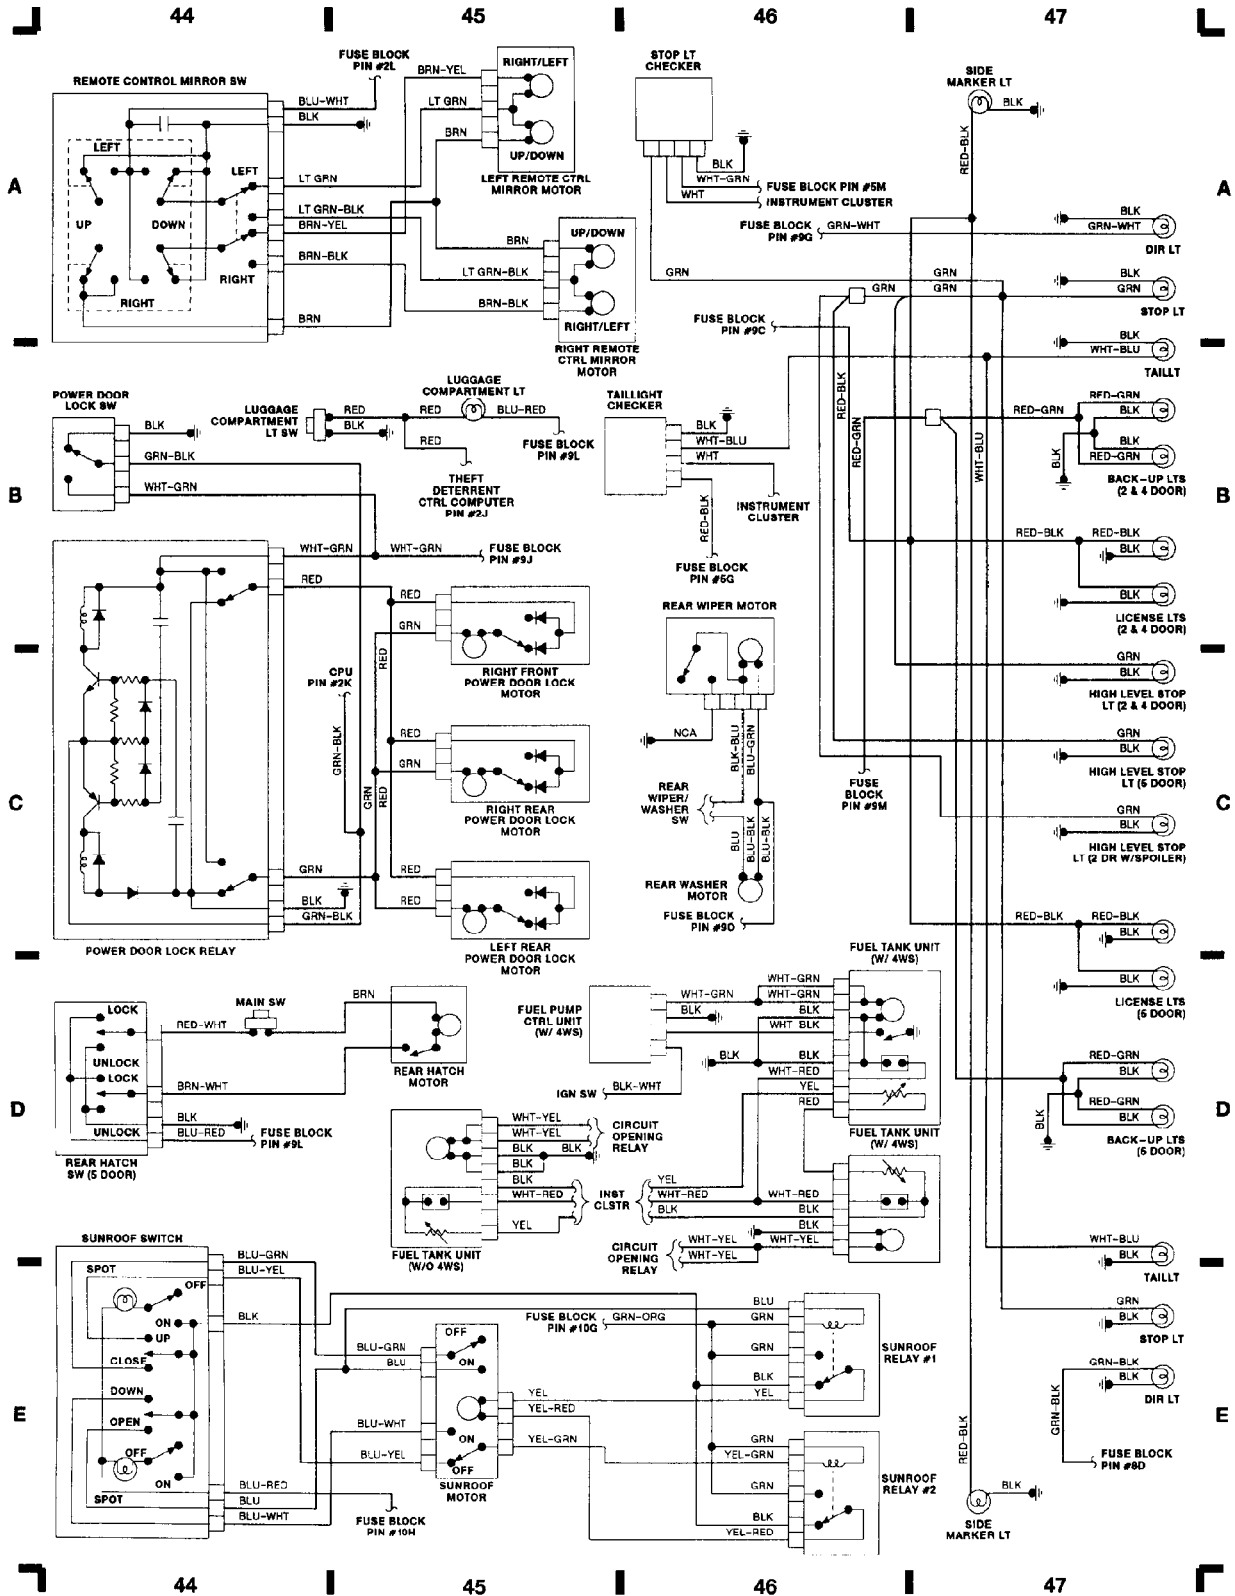 44
45
46
47
REMOTE CONTROL MIRROR SW
FUSE BLOCK
PIN #2L
BLU-WHT
BLK
LEFT
LEFT
UP
DOWN
RIGHT
RIGHT
LT GRN
LT GRN-BLK
BRN-YEL
BRN-BLK
BRN
BRN-YEL
LT GRN
BRN
RIGHT/LEFT
UP/DOWN
LEFT REMOTE CTRL
MIRROR MOTOR
BRN
LT GRN-BLK
BRN-BLK
UP/DOWN
RIGHT/LEFT
RIGHT REMOTE
CTRL MIRROR
MOTOR
STOP LT
CHECKER
BLK
WHT-GRN
WHT
FUSE BLOCK PIN #5M
INSTRUMENT CLUSTER
FUSE BLOCK
PIN #9G
GRN-WHT
GRN
GRN
GRN
GRN
FUSE BLOCK
PIN #9C
SIDE
MARKER LT
BLK
RED-BLK
BLK
GRN-WHT
DIR LT
BLK
GRN
STOP LT
BLK
WHT-BLU
TAILLT
A
A
POWER DOOR
LOCK SW
BLK
GRN-BLK
WHT-GRN
LUGGAGE
COMPARTMENT
LT SW
RED
BLK
RED
RED
LUGGAGE
COMPARTMENT LT
BLU-RED
FUSE BLOCK
PIN #9L
THEFT
DETERRENT
CTRL COMPUTER
PIN #2J
TAILLIGHT
CHECKER
BLK
WHT-BLU
WHT
RED-BLK
INSTRUMENT
CLUSTER
FUSE BLOCK
PIN #5G
RED-BLK
RED-GRN
WHT-BLU
RED-GRN
RED-GRN
BLK
BLK
RED-GRN
BLK
BACK-UP LTS
(2 & 4 DOOR)
B
B
WHT-GRN
WHT-GRN
FUSE BLOCK
PIN #9J
RED
RED
GRN
RED
RIGHT FRONT
POWER DOOR LOCK
MOTOR
CPU
PIN #2K
GRN-BLK
GRN
RED
RED
GRN
RIGHT REAR
POWER DOOR LOCK
MOTOR
RED
RED
LEFT REAR
POWER DOOR LOCK
MOTOR
GRN
BLK
GRN-BLK
POWER DOOR LOCK RELAY
REAR WIPER MOTOR
NCA
BLK-BLU
BLU-GRN
REAR
WIPER/
WASHER
SW
BLU
BLU-BLK
BLU-BLK
REAR WASHER
MOTOR
FUSE BLOCK
PIN #9D
FUSE
BLOCK
PIN #9M
RED-BLK
RED-BLK
BLK
BLK
LICENSE LTS
(2 & 4 DOOR)
GRN
BLK
HIGH LEVEL STOP
LT (2 & 4 DOOR)
GRN
BLK
HIGH LEVEL STOP
LT (5 DOOR)
GRN
BLK
HIGH LEVEL STOP
LT (2 DR W/SPOILER)
C
C
RED-BLK
RED-BLK
BLK
BLK
LICENSE LTS
(5 DOOR)
LOCK
UNLOCK
LOCK
UNLOCK
REAR HATCH
SW (5 DOOR)
MAIN SW
RED-WHT
BRN
BRN-WHT
BLK
BLU-RED
FUSE BLOCK
PIN #9L
REAR HATCH
MOTOR
FUEL PUMP
CTRL UNIT
(W/ 4WS)
WHT-GRN
BLK
IGN SW
BLK-WHT
BLK
FUEL TANK UNIT
(W/ 4WS)
WHT-GRN
WHT-GRN
BLK
WHT BLK
BLK
WHT-RED
YEL
RED
FUEL TANK UNIT
(W/ 4WS)
WHT-YEL
WHT-YEL
BLK
BLK
BLK
BLK
WHT-RED
YEL
CIRCUIT
OPENING
RELAY
INST
CLSTR
YEL
WHT-RED
BLK
WHT-RED
BLK
BLK
WHT-YEL
WHT-YEL
WHT-YEL
CIRCUIT
OPENING
RELAY
FUEL TANK UNIT
(W/O 4WS)
RED-GRN
BLK
RED-GRN
BLK
BLK
BACK-UP LTS
(5 DOOR)
D
D
WHT-BLU
BLK
TAILLT
SUNROOF SWITCH
SPOT
OFF
ON
UP
CLOSE
DOWN
OPEN
OFF
ON
SPOT
BLU-GRN
BLU-YEL
BLK
BLU-RED
BLU
BLU-WHT
FUSE BLOCK
PIN #10H
BLU-GRN
BLU
BLU-WHT
BLU-YEL
OFF
ON
ON
OFF
SUNROOF
MOTOR
YEL
YEL-RED
YEL-GRN
FUSE BLOCK
PIN #10G
GRN-ORG
BLU
GRN
GRN
BLK
YEL
SUNROOF
RELAY #1
GRN
YEL-GRN
GRN
BLK
YEL-RED
SUNROOF
RELAY #2
GRN
BLK
STOP LT
GRN-BLK
BLK
DIR LT
GRN-BLK
FUSE BLOCK
PIN #8D
RED-BLK
BLK
SIDE
MARKER LT
E
E
44
45
46
47